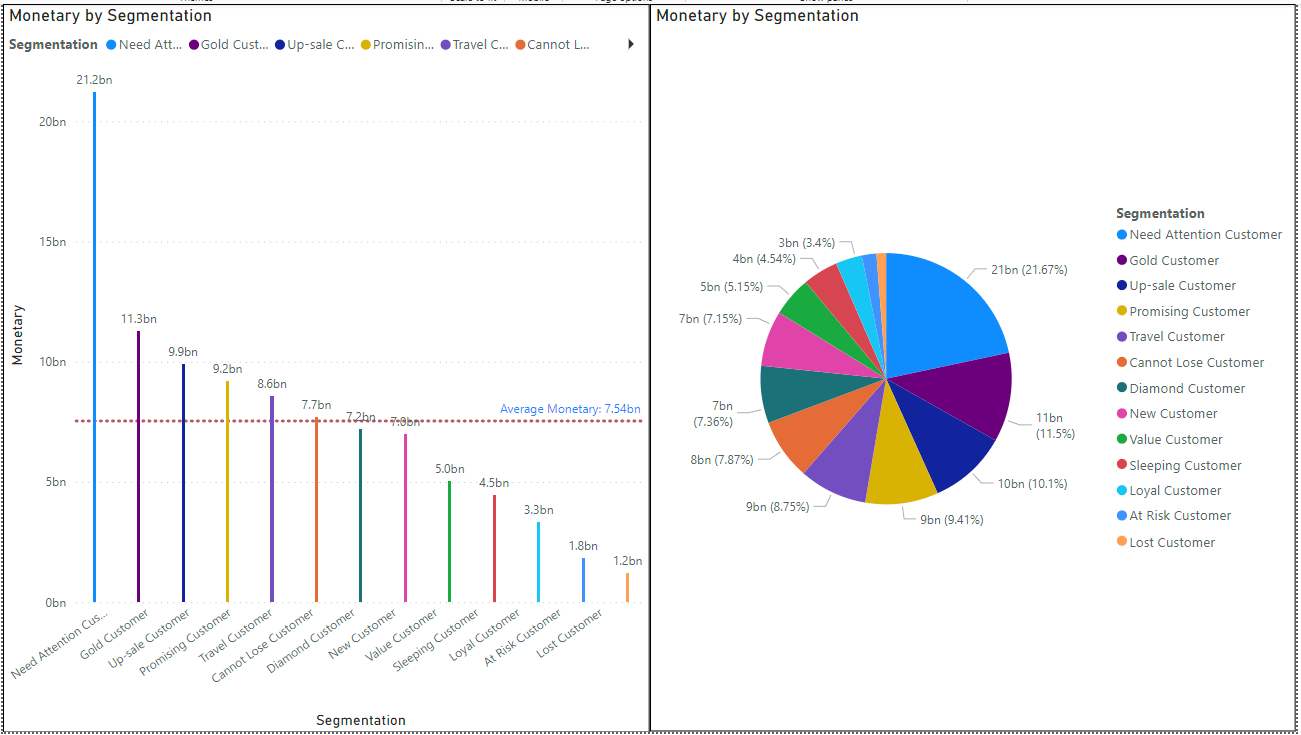 Monetary by Segmentation
Segmentation Need Att... Gold Cust... Up-sale C... Promisin... Travel C... Cannot L...
21.2bn
20bn
15bn
11.3bn
10bn
9.9bn
9.2bn
8.6bn
7.7bn
7.2bn
7.0bn
Average Monetary: 7.54bn
5bn
5.0bn
4.5bn
3.3bn
1.8bn
1.2bn
0bn
Monetary
Need Attention Cus...
Gold Customer
Up-sale Customer
Promising Customer
Travel Customer
Cannot Lose Customer
Diamond Customer
New Customer
Value Customer
Sleeping Customer
Loyal Customer
At Risk Customer
Lost Customer
Segmentation
Monetary by Segmentation
3bn (3.4%)
4bn (4.54%)
5bn (5.15%)
7bn (7.15%)
7bn
(7.36%)
8bn (7.87%)
9bn (8.75%)
9bn (9.41%)
10bn (10.1%)
11bn
(11.5%)
21bn (21.67%)
Segmentation
Need Attention Customer
Gold Customer
Up-sale Customer
Promising Customer
Travel Customer
Cannot Lose Customer
Diamond Customer
New Customer
Value Customer
Sleeping Customer
Loyal Customer
At Risk Customer
Lost Customer